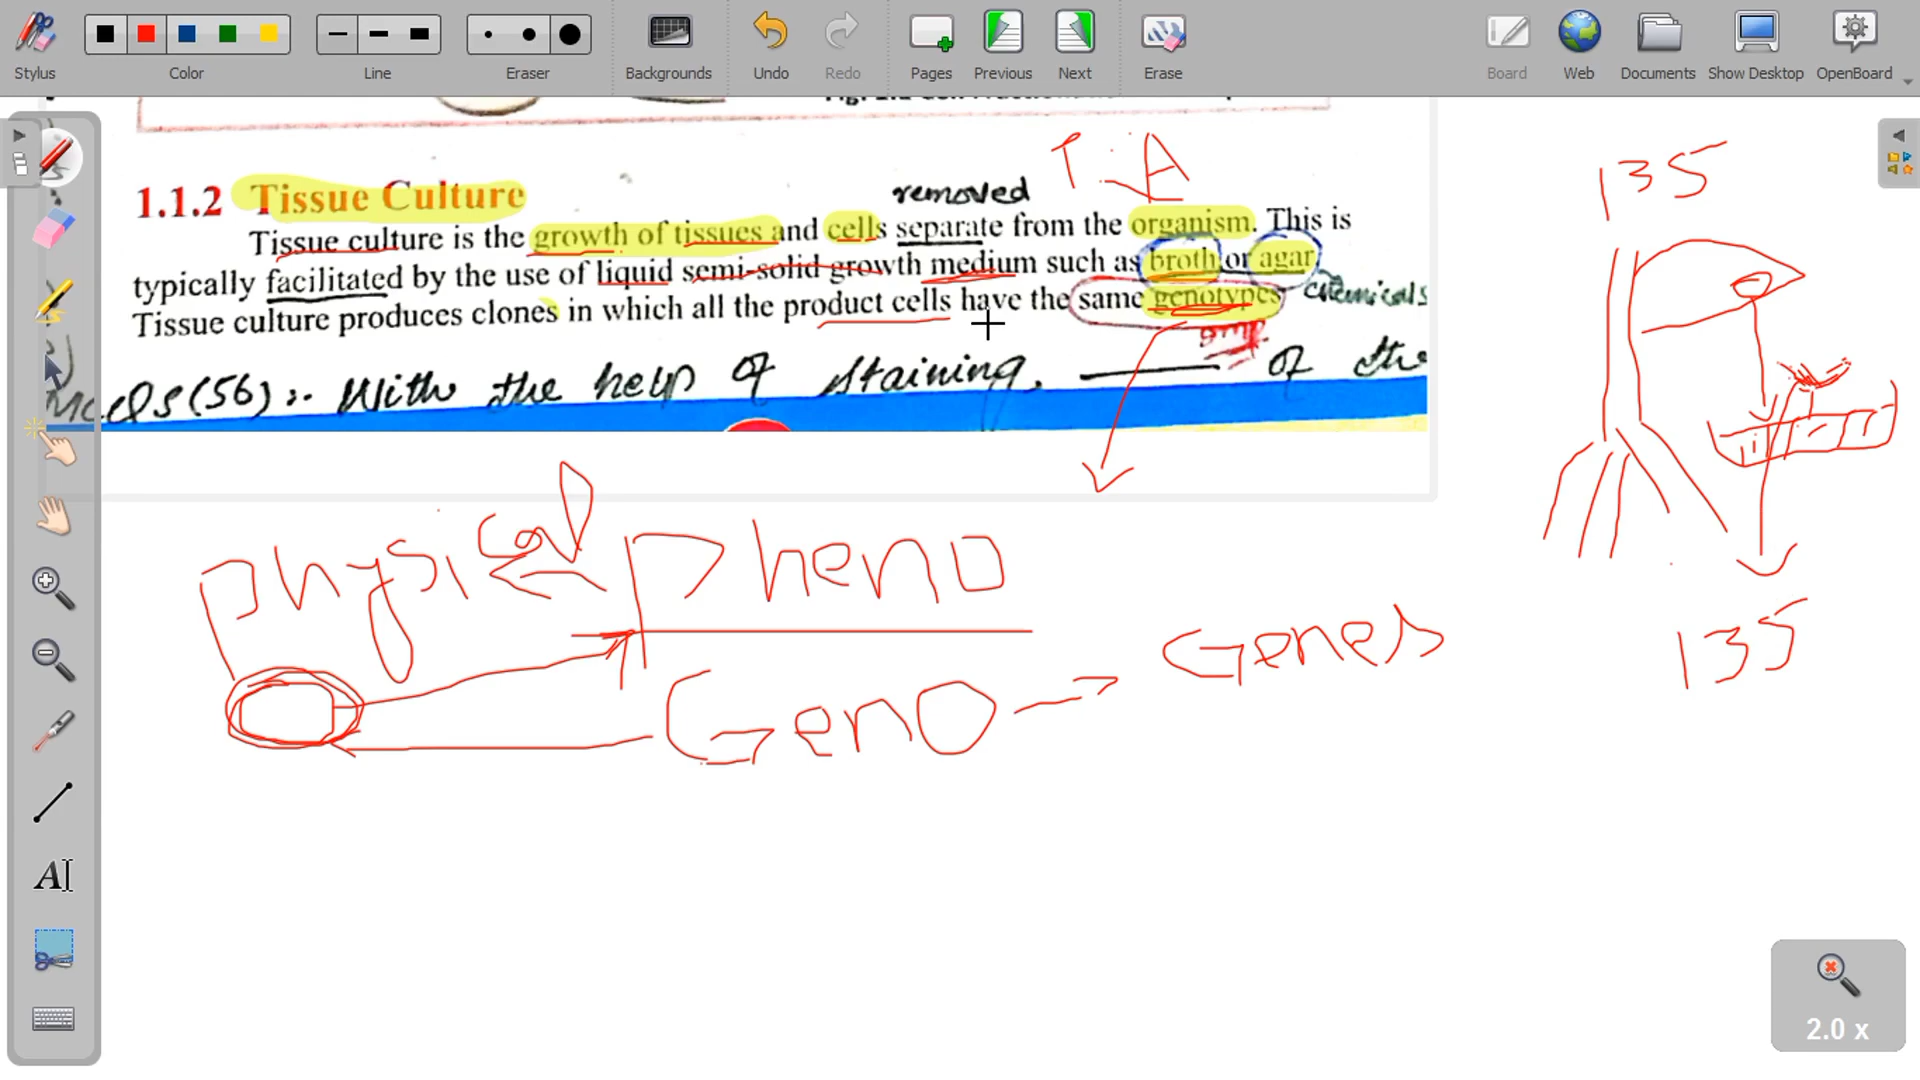 Stylus Color Line Eraser Backgrounds Undo Redo Pages Previous Next Erase Board Web Documents Show Desktop OpenBoard
T.A
135
1.1.2 Tissue Culture
removed
Tissue culture is the growth of tissues and cells separate from the organism. This is
typically facilitated by the use of liquid semi-solid growth medium such as broth or agar
chemicals
Tissue culture produces clones in which all the product cells have the same genotypes
Imp
McQs(56):. With the help of staining, ______ of the
physical Pheno
Geno → Genes
135
2.0 x